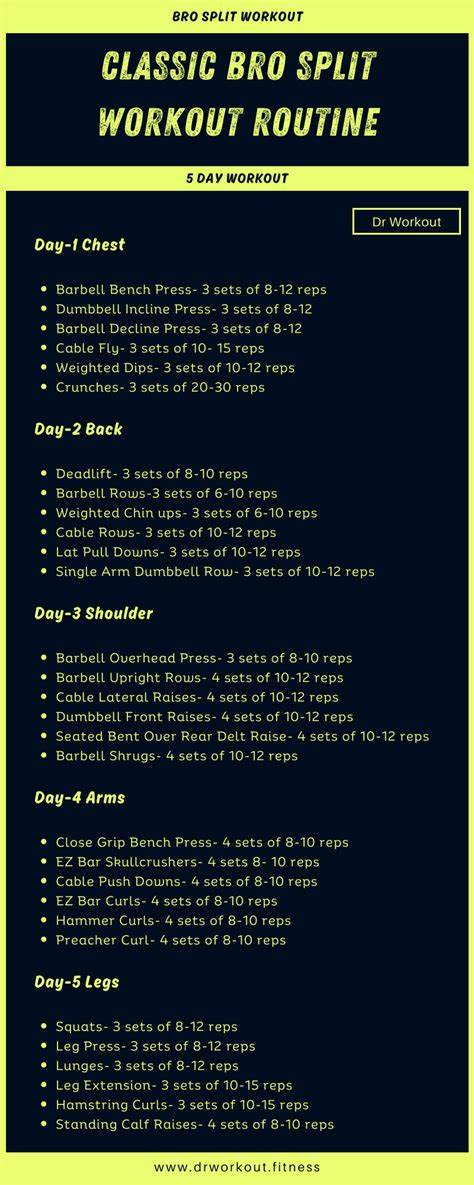 BRO SPLIT WORKOUT
CLASSIC BRO SPLIT
WORKOUT ROUTINE
5 DAY WORKOUT
Dr Workout
Day-1 Chest
• Barbell Bench Press- 3 sets of 8-12 reps
• Dumbbell Incline Press- 3 sets of 8-12
• Barbell Decline Press- 3 sets of 8-12
• Cable Fly- 3 sets of 10- 15 reps
• Weighted Dips- 3 sets of 10-12 reps
• Crunches- 3 sets of 20-30 reps
Day-2 Back
• Deadlift- 3 sets of 8-10 reps
• Barbell Rows-3 sets of 6-10 reps
• Weighted Chin ups- 3 sets of 6-10 reps
• Cable Rows- 3 sets of 10-12 reps
• Lat Pull Downs- 3 sets of 10-12 reps
• Single Arm Dumbbell Row- 3 sets of 10-12 reps
Day-3 Shoulder
• Barbell Overhead Press- 3 sets of 8-10 reps
• Barbell Upright Rows- 4 sets of 10-12 reps
• Cable Lateral Raises- 4 sets of 10-12 reps
• Dumbbell Front Raises- 4 sets of 10-12 reps
• Seated Bent Over Rear Delt Raise- 4 sets of 10-12 reps
• Barbell Shrugs- 4 sets of 10-12 reps
Day-4 Arms
• Close Grip Bench Press- 4 sets of 8-10 reps
• EZ Bar Skullcrushers- 4 sets 8- 10 reps
• Cable Push Downs- 4 sets of 8-10 reps
• EZ Bar Curls- 4 sets of 8-10 reps
• Hammer Curls- 4 sets of 8-10 reps
• Preacher Curl- 4 sets of 8-10 reps
Day-5 Legs
• Squats- 3 sets of 8-12 reps
• Leg Press- 3 sets of 8-12 reps
• Lunges- 3 sets of 8-12 reps
• Leg Extension- 3 sets of 10-15 reps
• Hamstring Curls- 3 sets of 10-15 reps
• Standing Calf Raises- 4 sets of 8-10 reps
www.drworkout.fitness